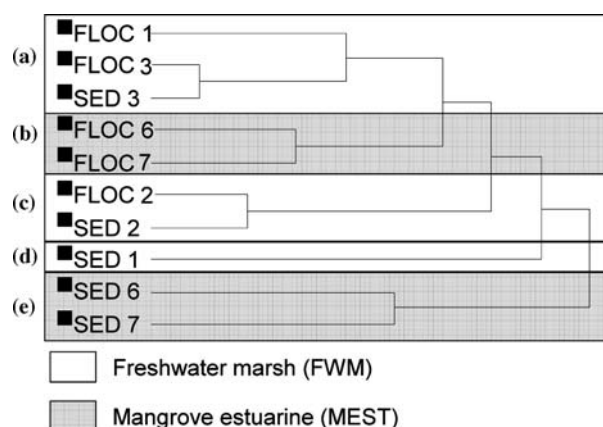 FLOC 1
(a) FLOC 3
SED 3
(b) FLOC 6
FLOC 7
(c) FLOC 2
SED 2
(d) SED 1
(e) SED 6
SED 7
Freshwater marsh (FWM)
Mangrove estuarine (MEST)